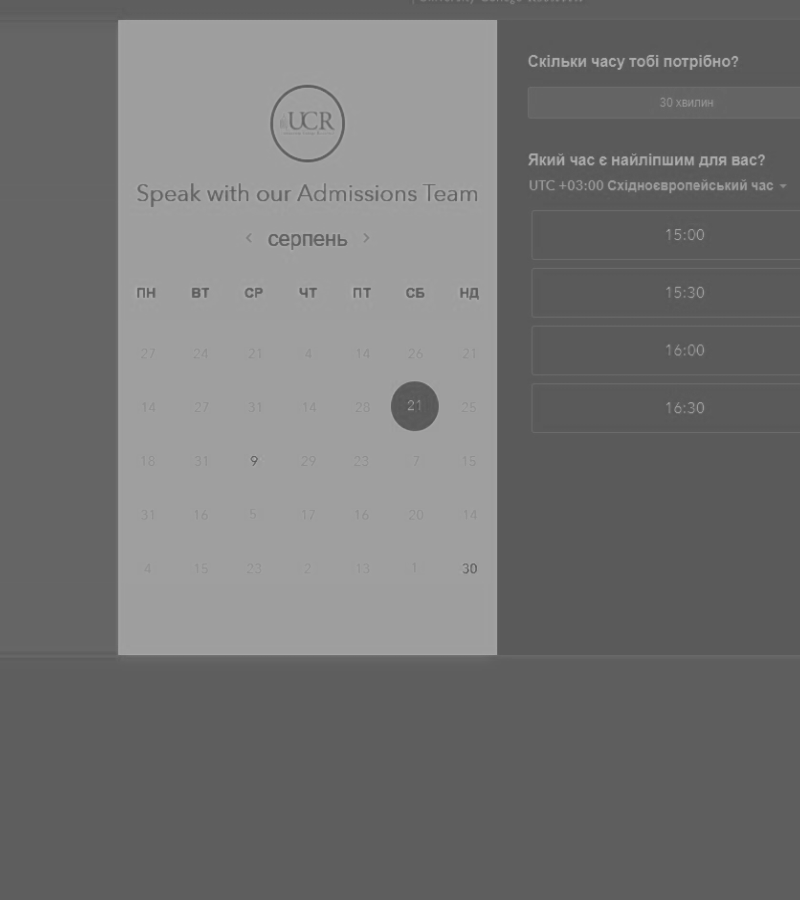 UCR
Speak with our Admissions Team
серпень
ПН ВТ СР ЧТ ПТ СБ НД
27 24 21 4 14 26 21
14 27 31 14 28 21 25
18 31 9 29 23 7 15
31 16 5 17 16 20 14
4 15 23 2 13 1 30
Скільки часу тобі потрібно?
30 хвилин
Який час є найліпшим для вас?
UTC +03:00 Східноєвропейський час
15:00
15:30
16:00
16:30